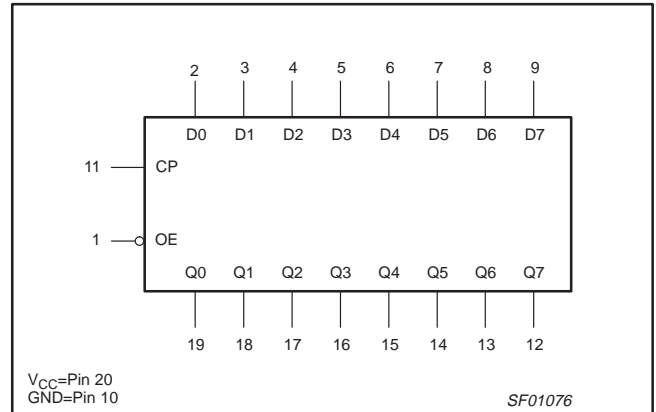 2 3 4 5 6 7 8 9
D0 D1 D2 D3 D4 D5 D6 D7
11 CP
1 OE
Q0 Q1 Q2 Q3 Q4 Q5 Q6 Q7
19 18 17 16 15 14 13 12
VCC=Pin 20
GND=Pin 10
SF01076